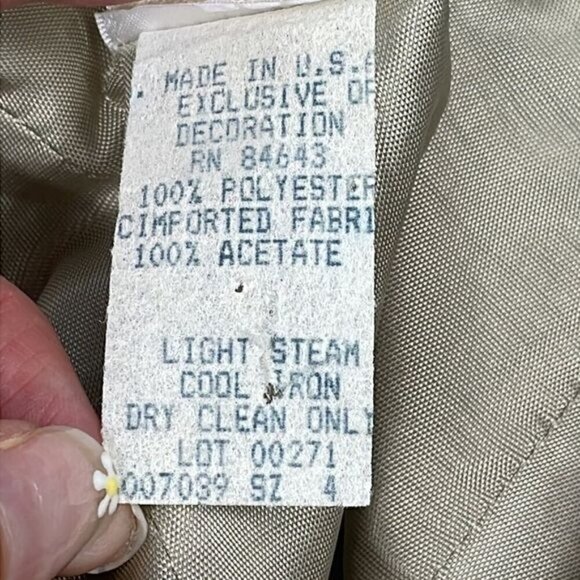 MADE IN U.S.A
EXCLUSIVE OF
DECORATION
RN 84643
100% POLYESTER
CIMPORTED FABRI
100% ACETATE
LIGHT STEAM
COOL IRON
DRY CLEAN ONLY
LOT 00271
007089 SZ 4